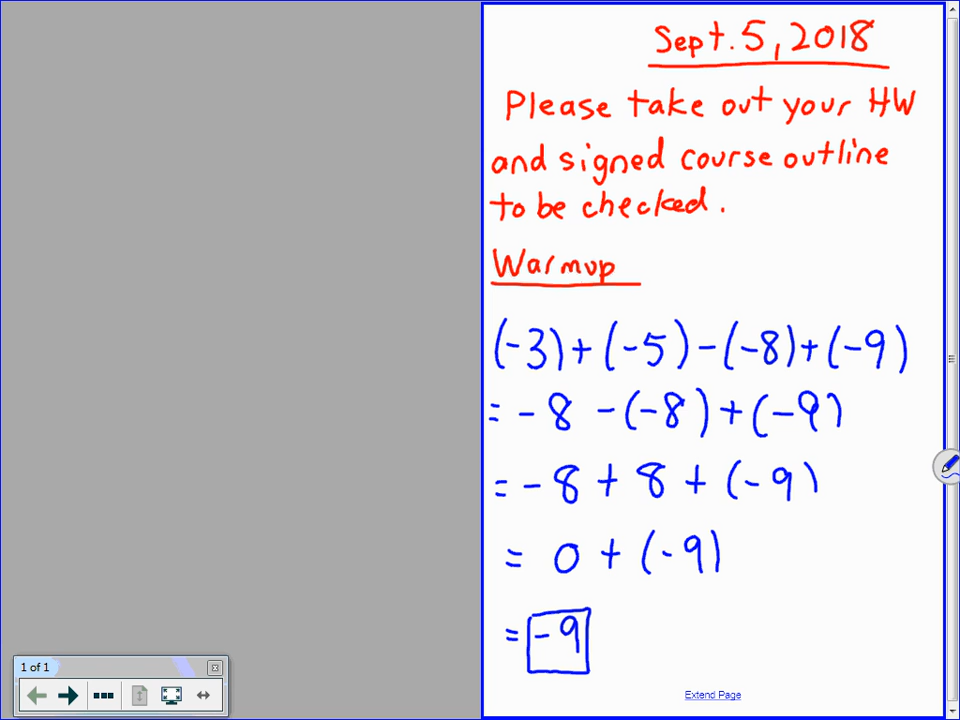 Sept. 5, 2018
Please take out your HW
and signed course outline
to be checked.
Warmup
(-3) + (-5) - (-8) + (-9)
= -8 - (-8) + (-9)
= -8 + 8 + (-9)
= 0 + (-9)
= -9
1 of 1
Extend Page